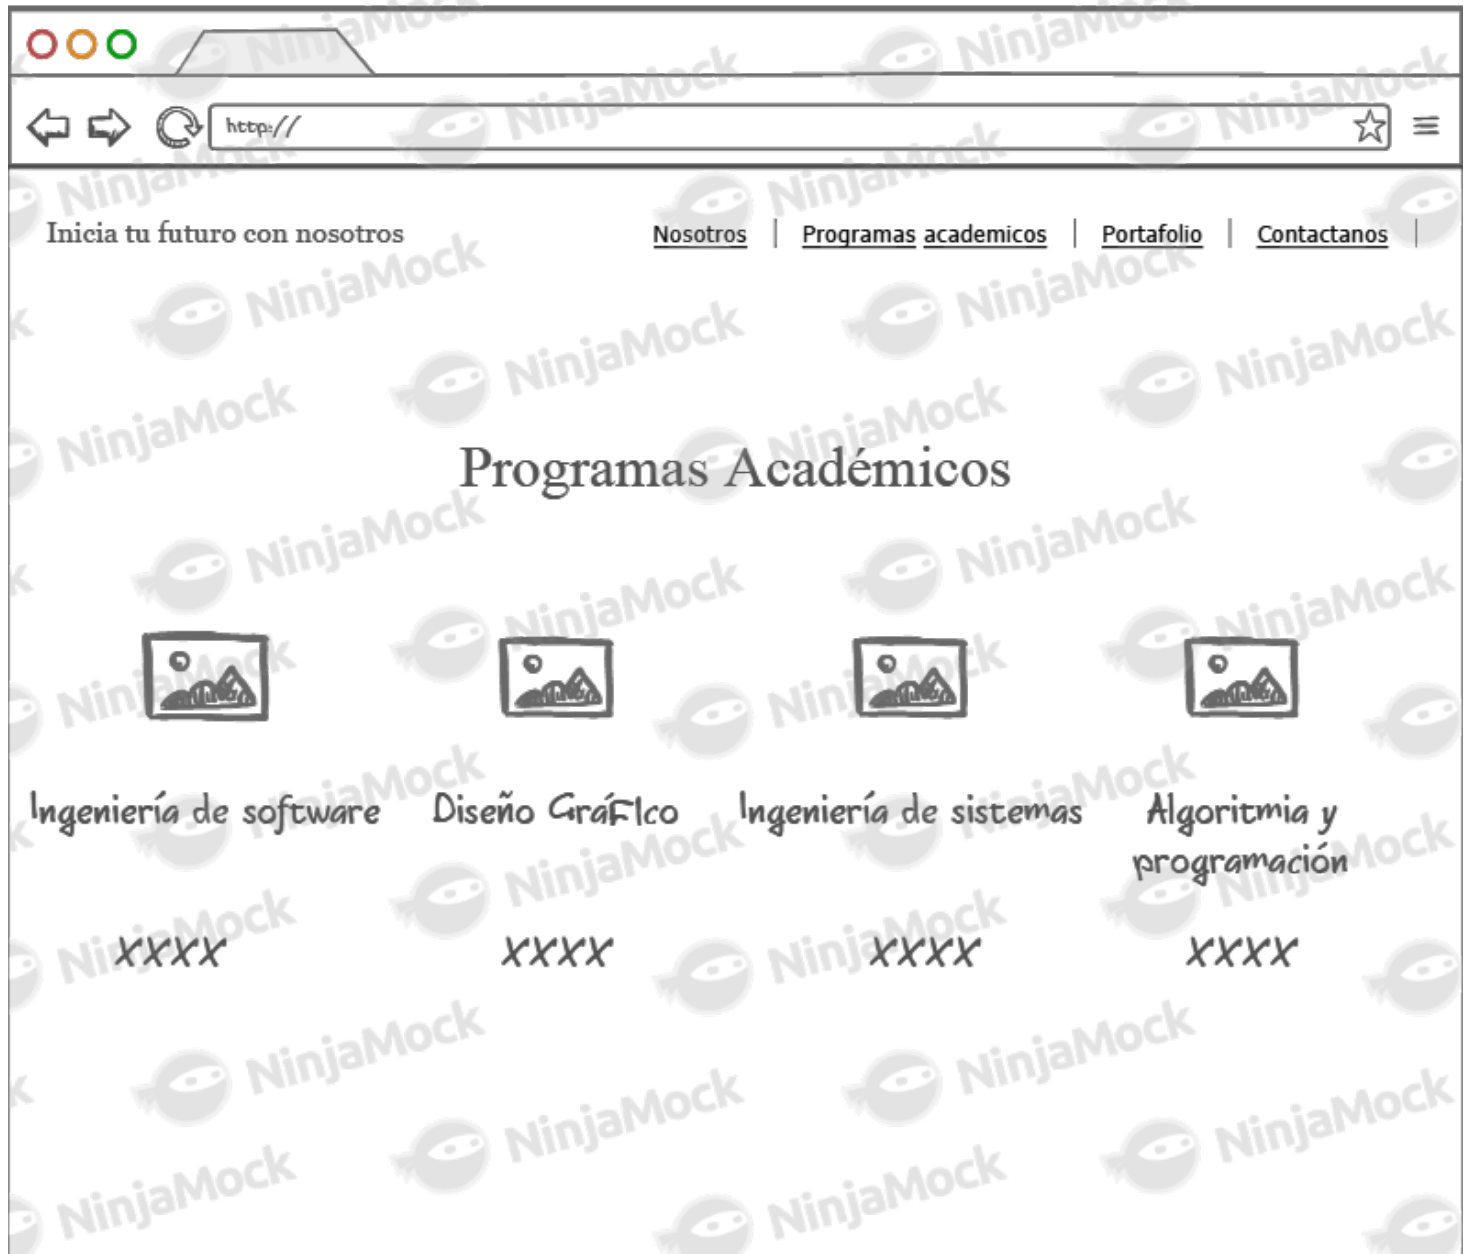 http://
Inicia tu futuro con nosotros
Nosotros | Programas academicos | Portafolio | Contactanos |
Programas Académicos
Ingeniería de software
Diseño GráFIco
Ingeniería de sistemas
Algoritmia y
programación
XXXX
XXXX
XXXX
XXXX
NinjaMock